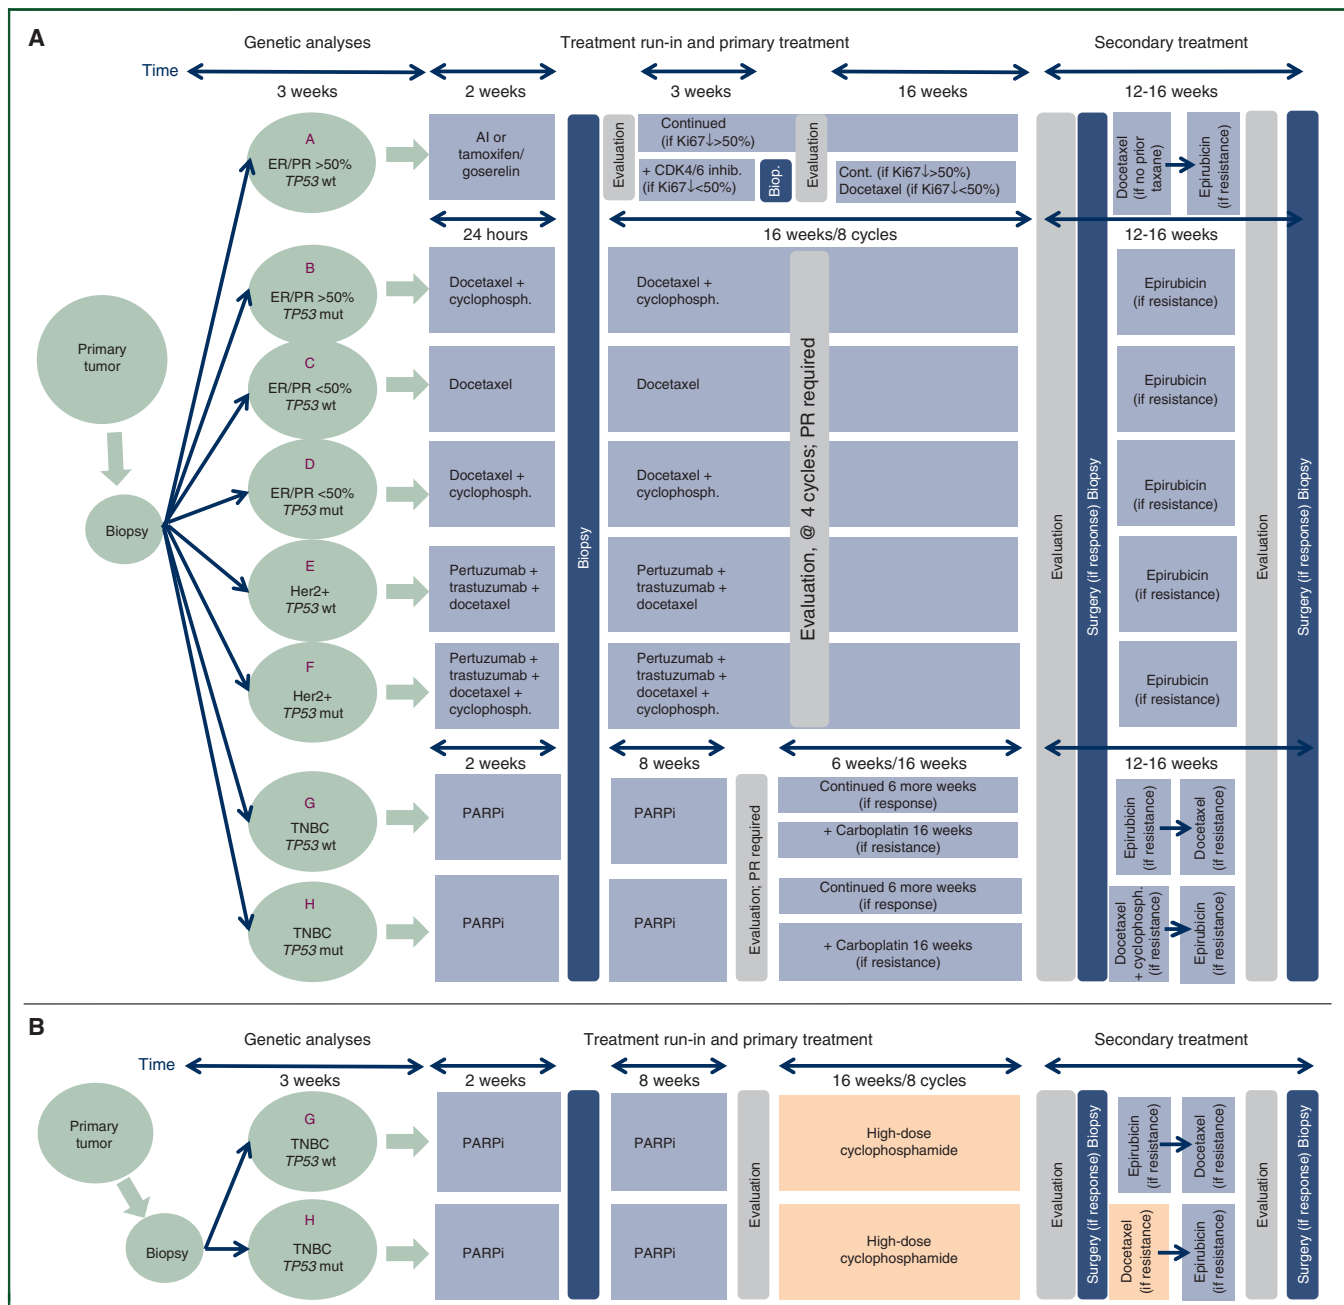 A
Genetic analyses
Treatment run-in and primary treatment
Secondary treatment
Time
3 weeks
2 weeks
3 weeks
16 weeks
12-16 weeks
Primary
tumor
Biopsy
A
ER/PR >50%
TP53 wt
AI or
tamoxifen/
goserelin
Biopsy
Evaluation
Continued
(if Ki67↓>50%)
+ CDK4/6 inhib.
(if Ki67↓<50%)
Biop.
Evaluation
Cont. (if Ki67↓>50%)
Docetaxel (if Ki67↓<50%)
Evaluation
Surgery (if response) Biopsy
Docetaxel
(if no prior
taxane)
Epirubicin
(if resistance)
Evaluation
Surgery (if response) Biopsy
24 hours
16 weeks/8 cycles
12-16 weeks
B
ER/PR >50%
TP53 mut
Docetaxel +
cyclophosph.
Docetaxel +
cyclophosph.
Evaluation, @ 4 cycles; PR required
Epirubicin
(if resistance)
C
ER/PR <50%
TP53 wt
Docetaxel
Docetaxel
Epirubicin
(if resistance)
D
ER/PR <50%
TP53 mut
Docetaxel +
cyclophosph.
Docetaxel +
cyclophosph.
Epirubicin
(if resistance)
E
Her2+
TP53 wt
Pertuzumab +
trastuzumab +
docetaxel
Pertuzumab +
trastuzumab +
docetaxel
Epirubicin
(if resistance)
F
Her2+
TP53 mut
Pertuzumab +
trastuzumab +
docetaxel +
cyclophosph.
Pertuzumab +
trastuzumab +
docetaxel +
cyclophosph.
Epirubicin
(if resistance)
2 weeks
8 weeks
6 weeks/16 weeks
12-16 weeks
G
TNBC
TP53 wt
PARPi
PARPi
Evaluation; PR required
Continued 6 more weeks
(if response)
+ Carboplatin 16 weeks
(if resistance)
Epirubicin
(if resistance)
Docetaxel
(if resistance)
H
TNBC
TP53 mut
PARPi
PARPi
Continued 6 more weeks
(if response)
+ Carboplatin 16 weeks
(if resistance)
Docetaxel
+ cyclophosph.
(if resistance)
Epirubicin
(if resistance)
B
Genetic analyses
Treatment run-in and primary treatment
Secondary treatment
Time
3 weeks
2 weeks
8 weeks
16 weeks/8 cycles
12-16 weeks
Primary
tumor
Biopsy
G
TNBC
TP53 wt
PARPi
PARPi
Evaluation
High-dose
cyclophosphamide
Evaluation
Surgery (if response) Biopsy
Epirubicin
(if resistance)
Docetaxel
(if resistance)
Evaluation
Surgery (if response) Biopsy
H
TNBC
TP53 mut
PARPi
PARPi
High-dose
cyclophosphamide
Docetaxel
(if resistance)
Epirubicin
(if resistance)